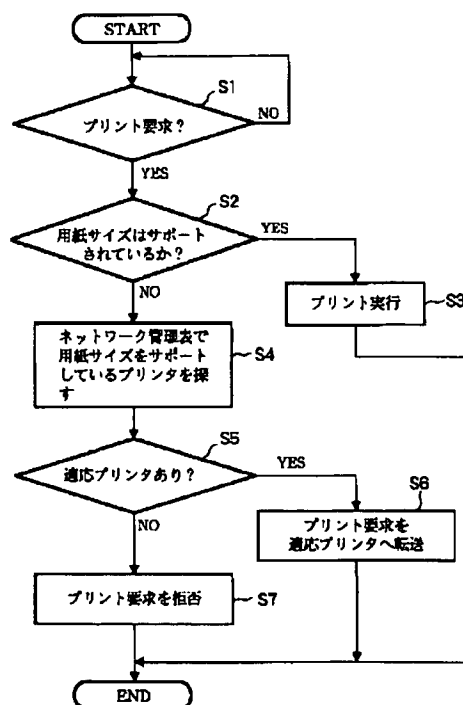 START
S1
プリント要求？
NO
YES
S2
用紙サイズはサポート
されているか？
YES
NO
プリント実行
S3
ネットワーク管理表で
用紙サイズをサポート
しているプリンタを探
す
S4
S5
適応プリンタあり？
YES
NO
S6
プリント要求を
適応プリンタへ転送
プリント要求を拒否
S7
END